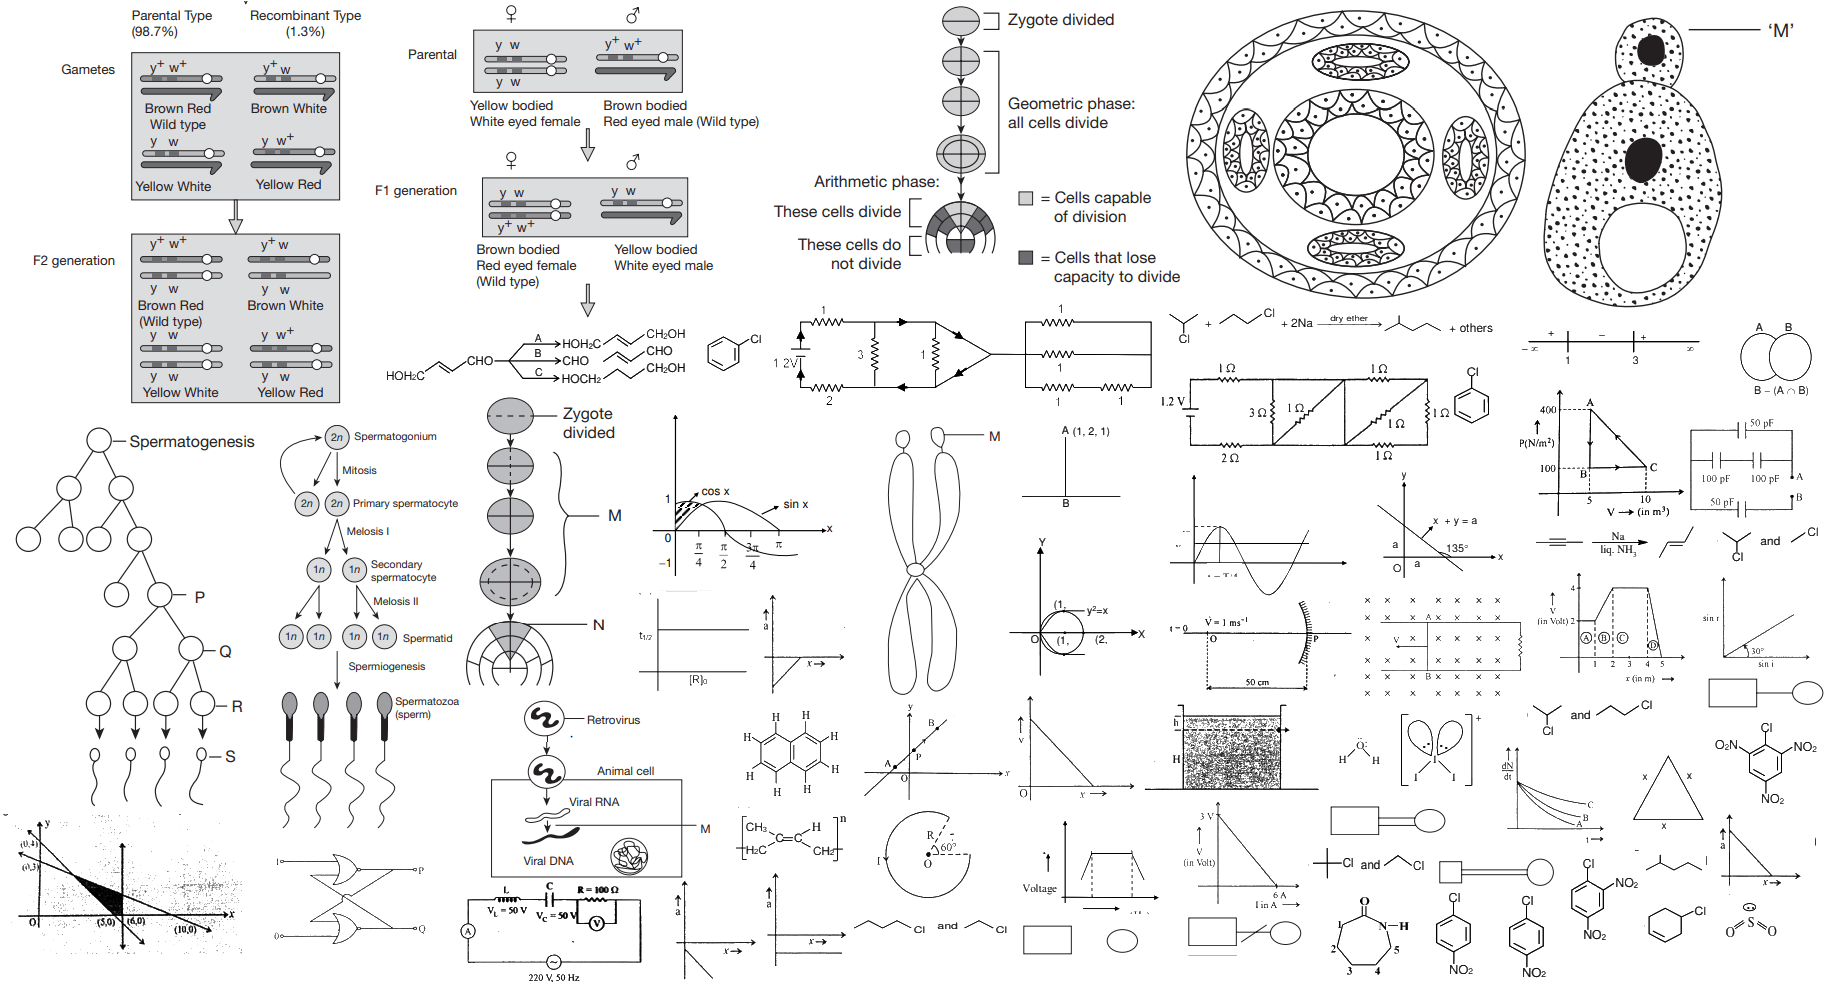 Parental Type
(98.7%)
Recombinant Type
(1.3%)
Gametes
y+ w+
y+ w
Brown Red
Wild type
Brown White
y w
y w+
Yellow White
Yellow Red
F2 generation
y+ w+
y+ w
y w
y w
Brown Red
(Wild type)
Brown White
y w
y w+
y w
y w
Yellow White
Yellow Red
♀
♂
Parental
y w
y+ w+
y w
Yellow bodied
White eyed female
Brown bodied
Red eyed male (Wild type)
♀
♂
F1 generation
y w
y w
y+ w+
Brown bodied
Red eyed female
(Wild type)
Yellow bodied
White eyed male
Zygote divided
Geometric phase:
all cells divide
Arithmetic phase:
These cells divide
These cells do
not divide
= Cells capable
of division
= Cells that lose
capacity to divide
'M'
HOH₂C
CHO
A
B
C
HOH₂C
CH₂OH
CHO
CHO
HOCH₂
CH₂OH
Cl
1
1.2V
3
1
2
1
1
1
1
Cl
+
Cl
+ 2Na
dry ether
+ others
1 Ω
1 Ω
1.2 V
3 Ω
1 Ω
1 Ω
1 Ω
2 Ω
1 Ω
Cl
+
−
+
− ∞
1
3
∞
A
B
B − (A ∩ B)
400
A
P(N/m²)
100
B
C
5
10
V → (in m³)
50 pF
100 pF
100 pF
A
B
50 pF
Spermatogenesis
P
Q
R
S
2n
Spermatogonium
Mitosis
2n
2n
Primary spermatocyte
Melosis I
1n
1n
Secondary
spermatocyte
Melosis II
1n
1n
1n
1n
Spermatid
Spermiogenesis
Spermatozoa
(sperm)
Zygote
divided
M
N
1
cos x
sin x
0
x
π/4
π/2
3π/4
π
−1
M
A (1, 2, 1)
B
y
x + y = a
a
135°
O
a
x
Na
liq. NH₃
Cl
and
Cl
t1/2
[R]₀
a
x →
Y
(1,
y²=x
O
(1,
(2,
X
t = 0
V = 1 ms⁻¹
O
P
50 cm
A
V
B
4
V
(in Volt)
2
A
B
C
D
1
2
3
4
5
r (in m) →
sin r
30°
sin i
Retrovirus
Animal cell
Viral RNA
M
Viral DNA
H
H
H
H
H
H
H
H
y
B
P
A
O
x
v
O
x →
h
H
H
O
H
I
I
I
+
Cl
and
Cl
dN
dt
C
B
A
t
x
x
x
Cl
O₂N
NO₂
NO₂
y
(0,4)
(0,3)
O
(5,0)
(6,0)
(10,0)
x
1
P
0
Q
L
C
R = 100 Ω
V_L = 50 V
V_C = 50 V
V
A
220 V, 50 Hz
a
x →
a
x →
CH₃
H
C=C
H₂C
CH₂
n
R
60°
I
O
Cl
and
Cl
Voltage
3 V
V
(in Volt)
6 A
I in A →
Cl
and
Cl
O
1
N
H
2
3
4
5
Cl
NO₂
Cl
NO₂
Cl
NO₂
NO₂
Cl
S
O
O
a
x →